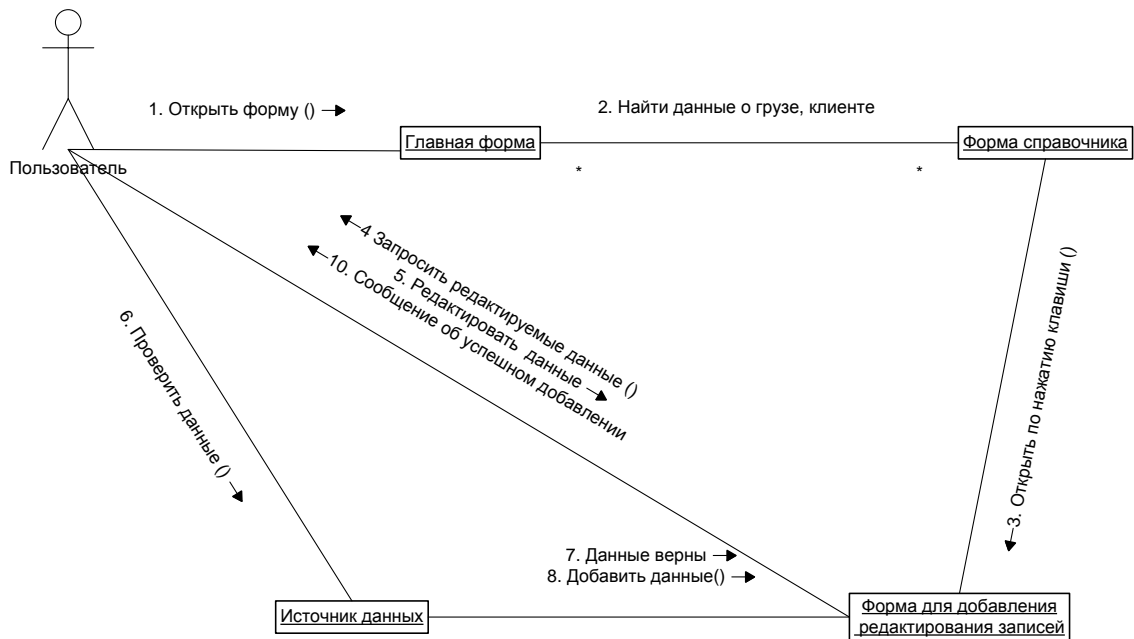 1. Открыть форму ()
2. Найти данные о грузе, клиенте
Главная форма
Форма справочника
Пользователь
*
*
4 Запросить редактируемые данные ()
5. Редактировать данные
10. Сообщение об успешном добавлении
3. Открыть по нажатию клавиши ()
6. Проверить данные ()
7. Данные верны
8. Добавить данные()
Источник данных
Форма для добавления
редактирования записей